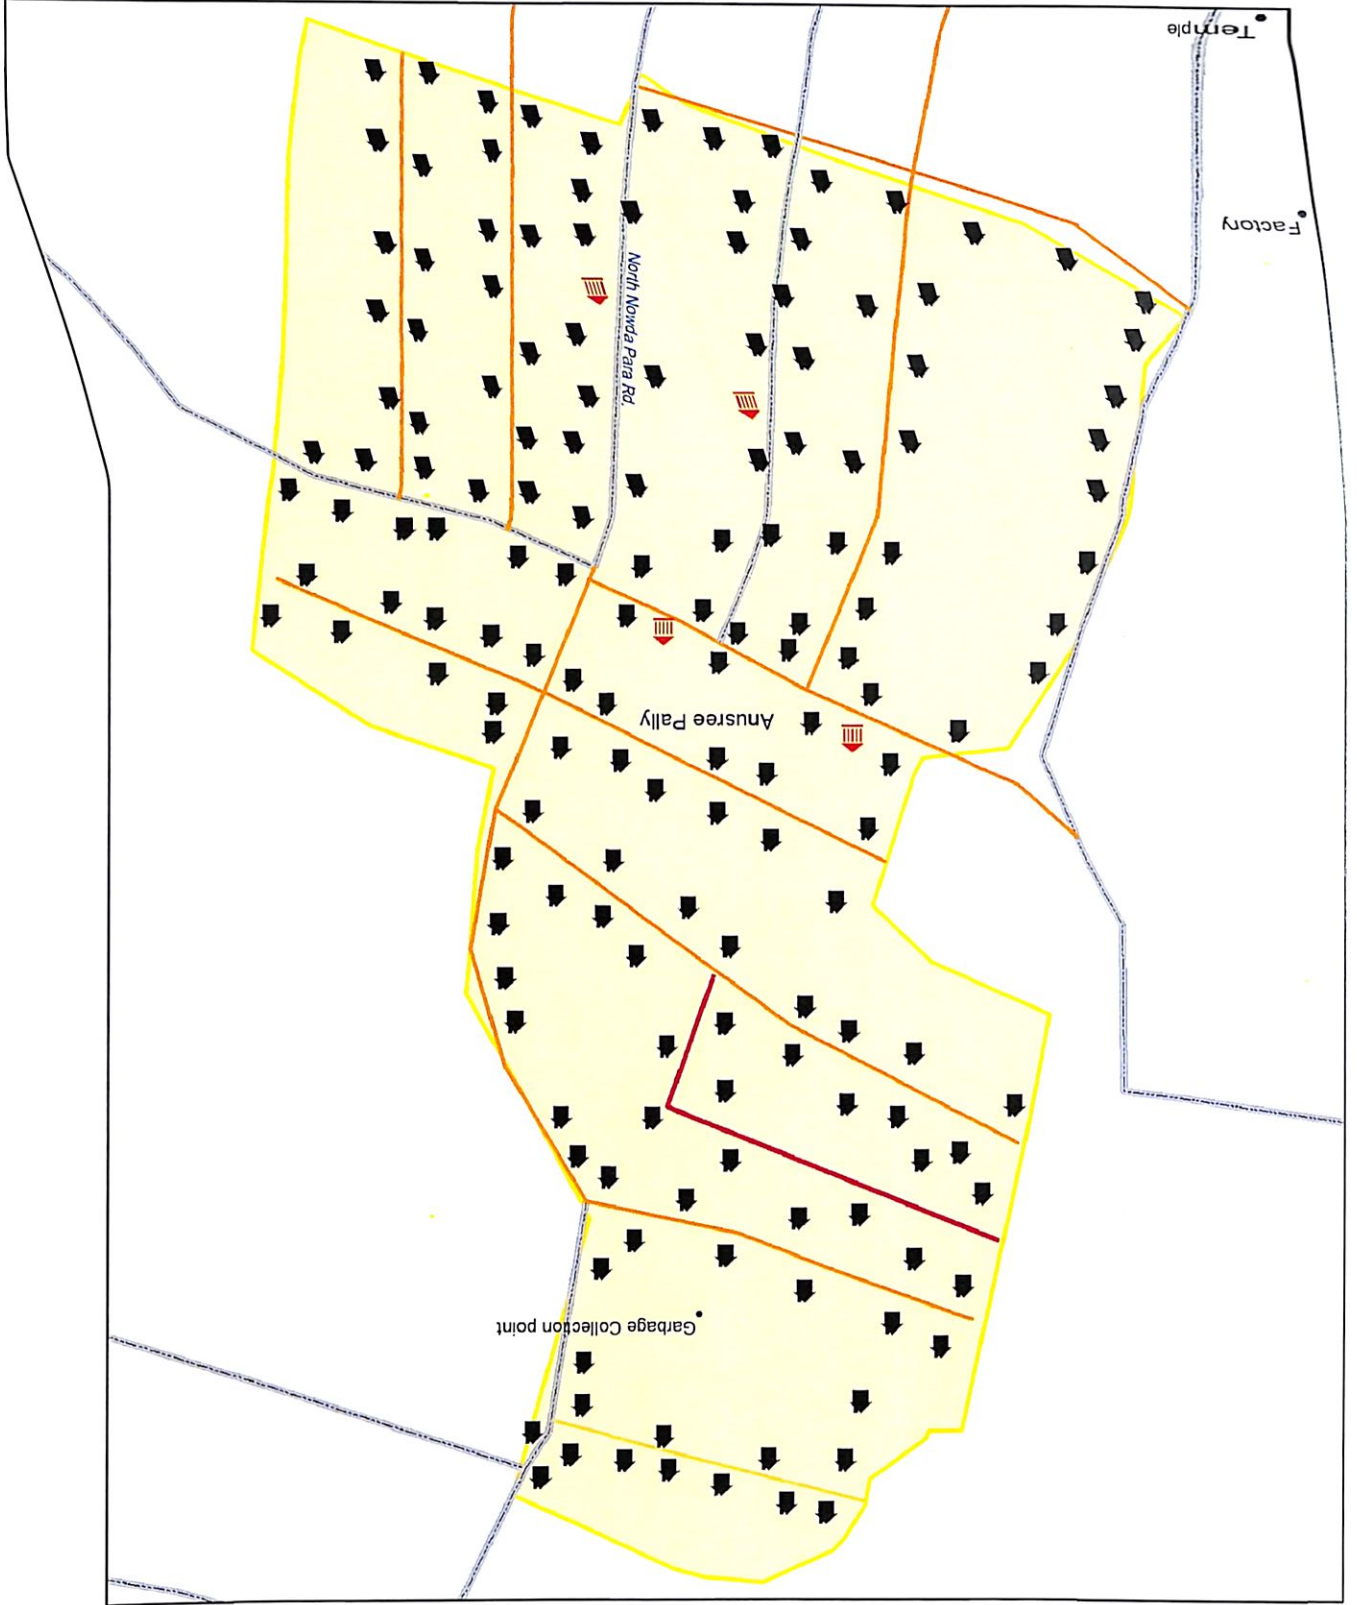 Temple
Factory
North Nowda Para Rd.
Anusree Pally
Garbage Collection point